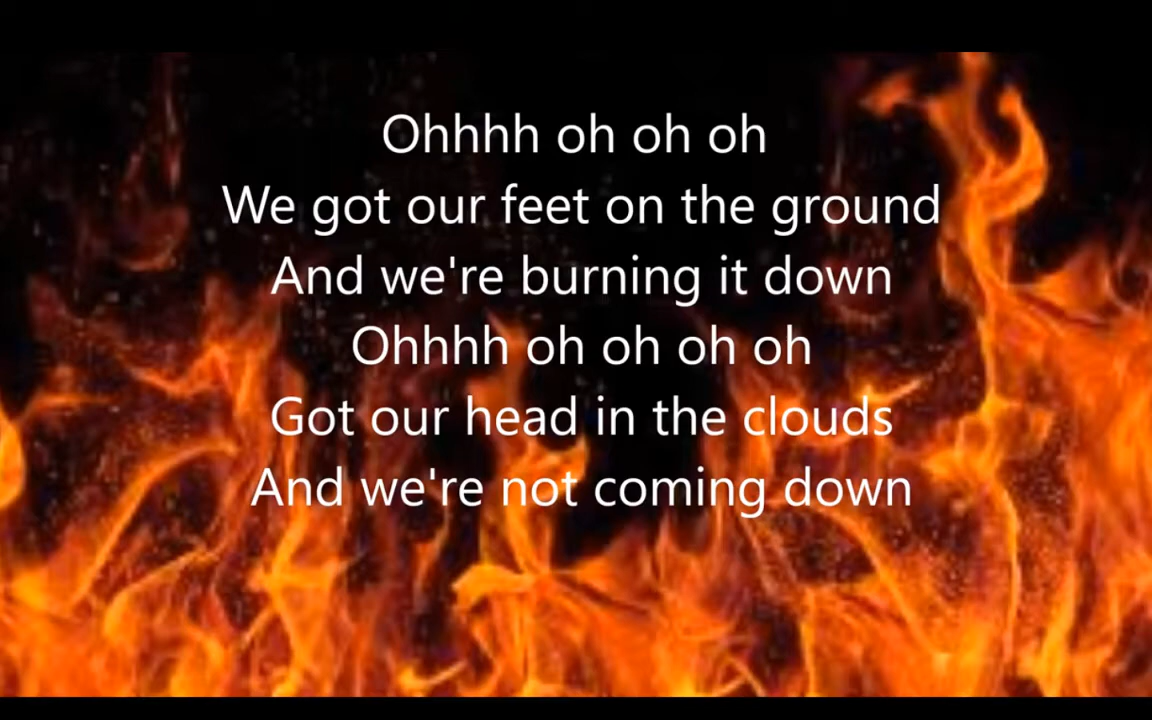 Ohhhh oh oh oh
We got our feet on the ground
And we're burning it down
Ohhhh oh oh oh oh
Got our head in the clouds
And we're not coming down